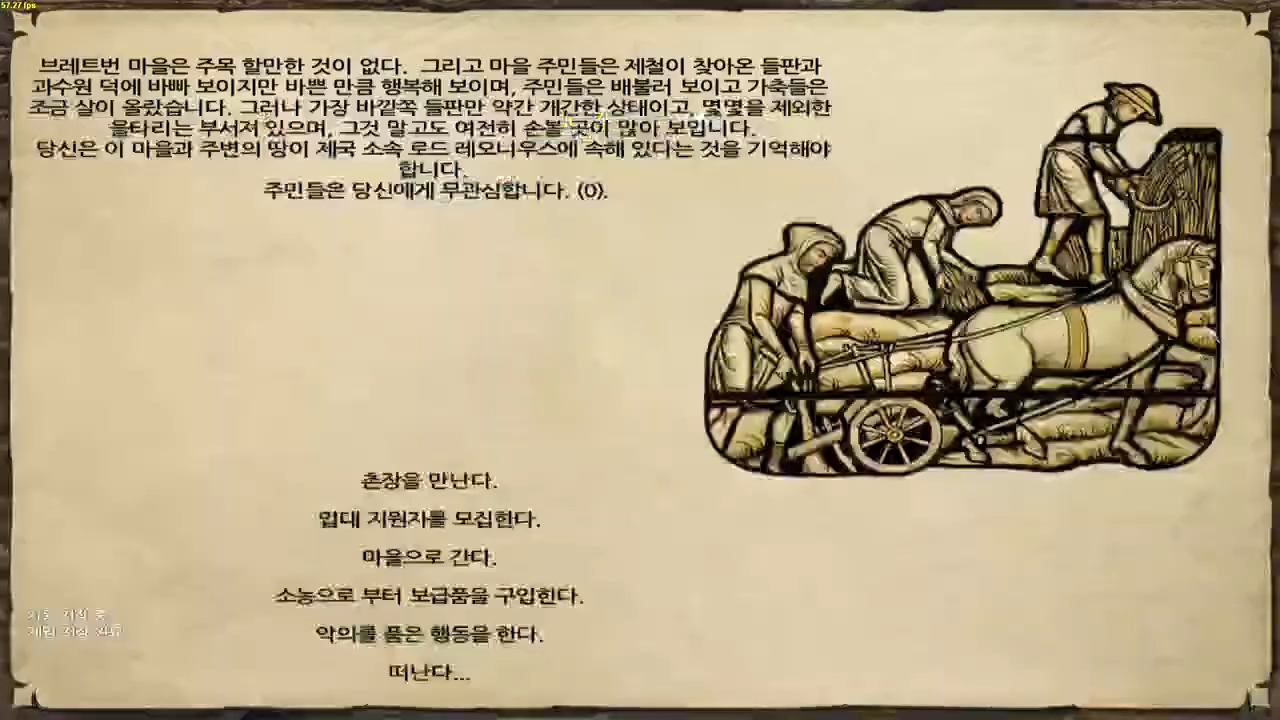 57.27 fps
브레트번 마을은 주목 할만한 것이 없다. 그리고 마을 주민들은 제철이 찾아온 들판과
과수원 덕에 바빠 보이지만 바쁜 만큼 행복해 보이며, 주민들은 배불러 보이고 가축들은
조금 살이 올랐습니다. 그러나 가장 바깥쪽 들판만 약간 개간한 상태이고, 몇몇을 제외한
울타리는 부서져 있으며, 그것 말고도 여전히 손볼 곳이 많아 보입니다.
당신은 이 마을과 주변의 땅이 제국 소속 로드 레모니우스에 속해 있다는 것을 기억해야
합니다.
주민들은 당신에게 무관심합니다. (0).
촌장을 만난다.
밉대 지원자를 모집한다.
마을으로 간다.
소농으로 부터 보급품을 구입힌다.
악의를 품은 행동을 한다.
떠난다...